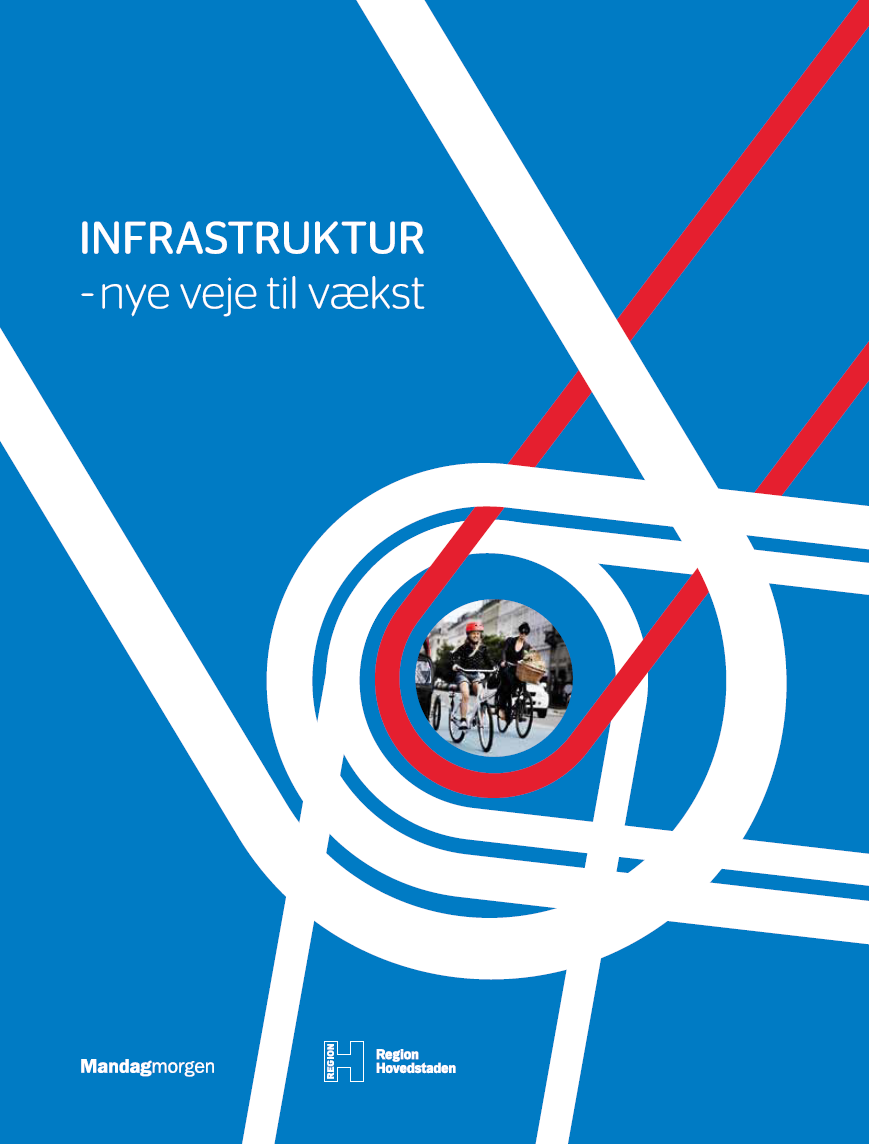 INFRASTRUKTUR
- nye veje til vækst
Mandagmorgen
REGION
Region
Hovedstaden